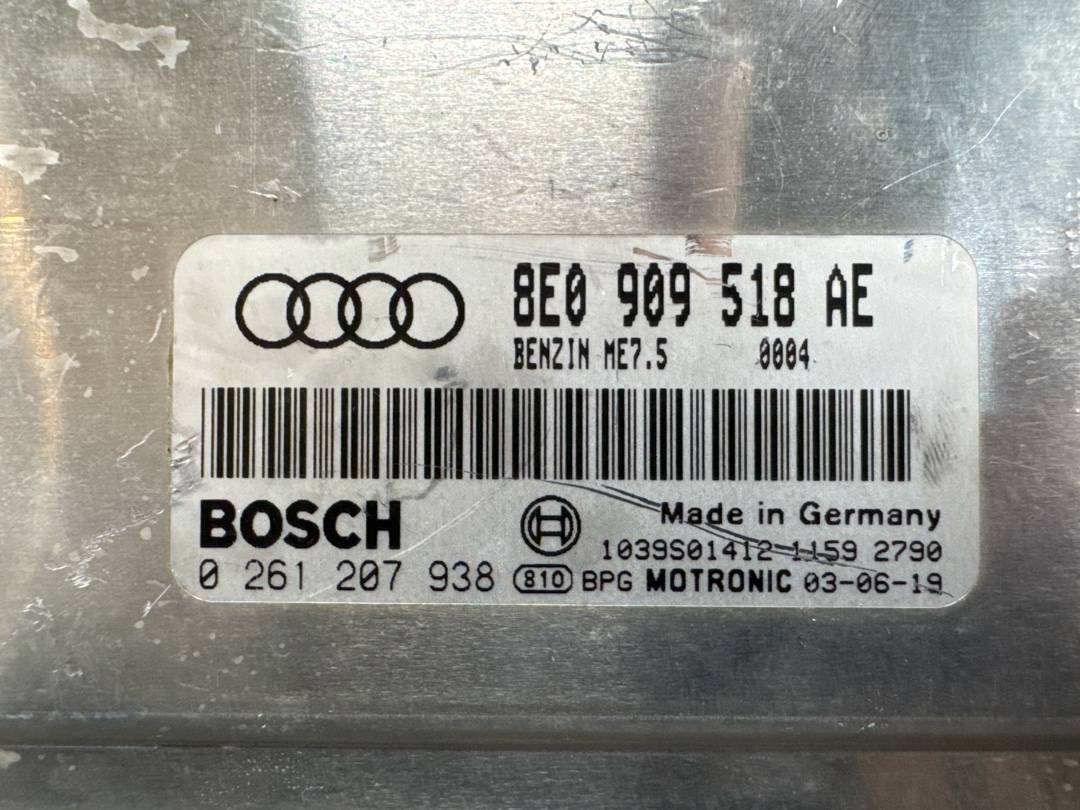 8E0 909 518 AE
BENZIN ME7.5 0004
BOSCH
Made in Germany
1039S01412 1159 2790
0 261 207 938 810 BPG MOTRONIC 03-06-19